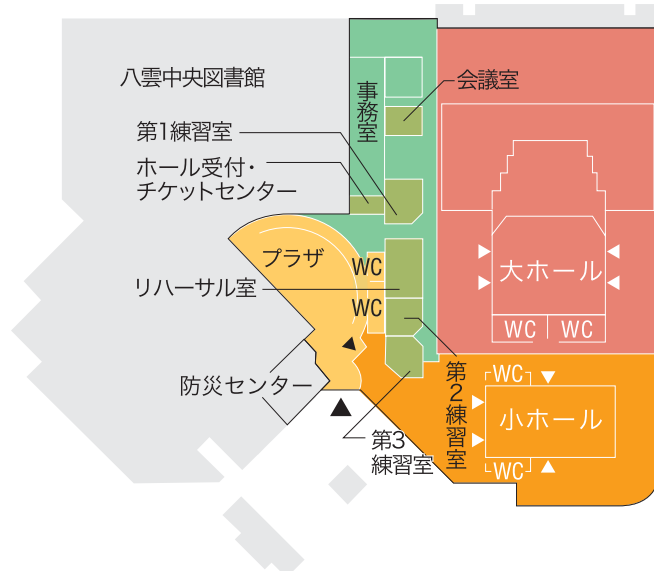 八雲中央図書館
事務室
会議室
第1練習室
ホール受付・
チケットセンター
プラザ
WC
大ホール
リハーサル室
WC
WC
WC
防災センター
第2練習室
WC
小ホール
第3
練習室
WC